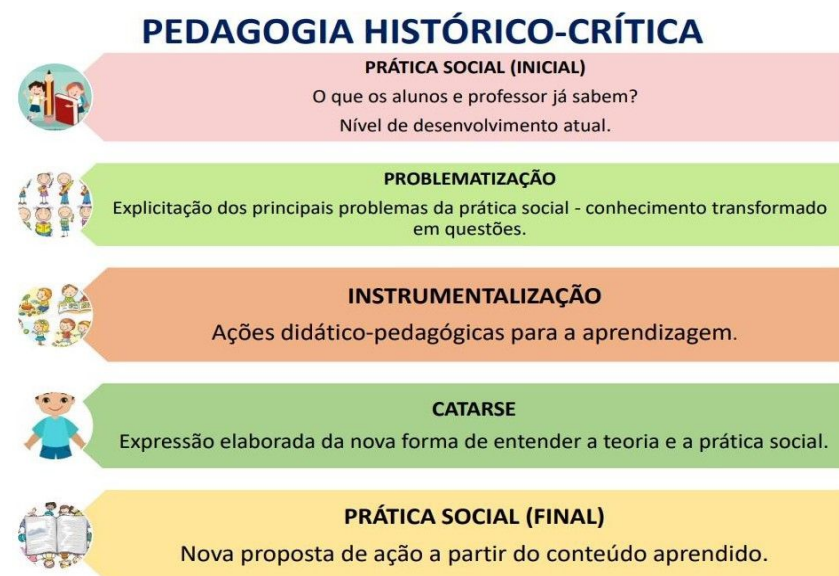 PEDAGOGIA HISTÓRICO-CRÍTICA
PRÁTICA SOCIAL (INICIAL)
O que os alunos e professor já sabem?
Nível de desenvolvimento atual.
PROBLEMATIZAÇÃO
Explicitação dos principais problemas da prática social - conhecimento transformado
em questões.
INSTRUMENTALIZAÇÃO
Ações didático-pedagógicas para a aprendizagem.
CATARSE
Expressão elaborada da nova forma de entender a teoria e a prática social.
PRÁTICA SOCIAL (FINAL)
Nova proposta de ação a partir do conteúdo aprendido.